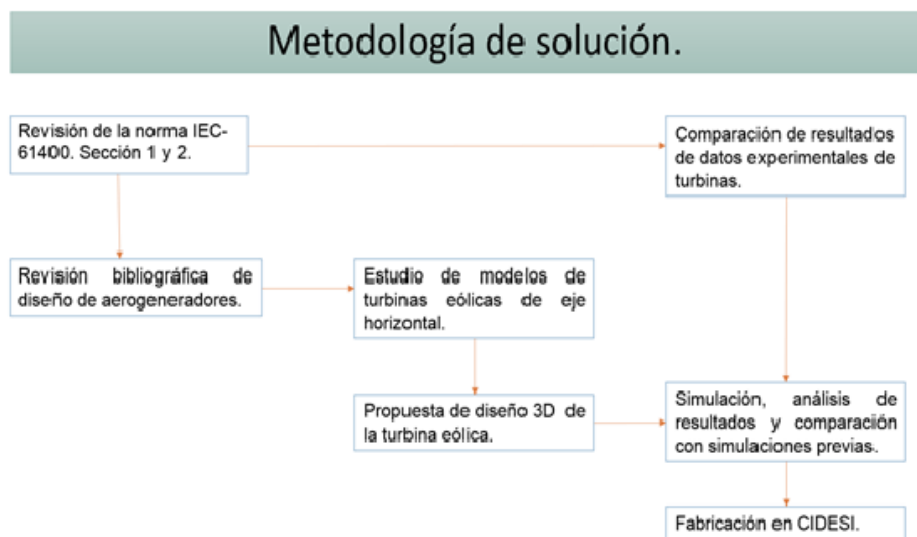 Metodología de solución.
Revisión de la norma IEC-
61400. Sección 1 y 2.
Comparación de resultados
de datos experimentales de
turbinas.
Revisión bibliográfica de
diseño de aerogeneradores.
Estudio de modelos de
turbinas eólicas de eje
horizontal.
Propuesta de diseño 3D de
la turbina eólica.
Simulación, análisis de
resultados y comparación
con simulaciones previas.
Fabricación en CIDESI.